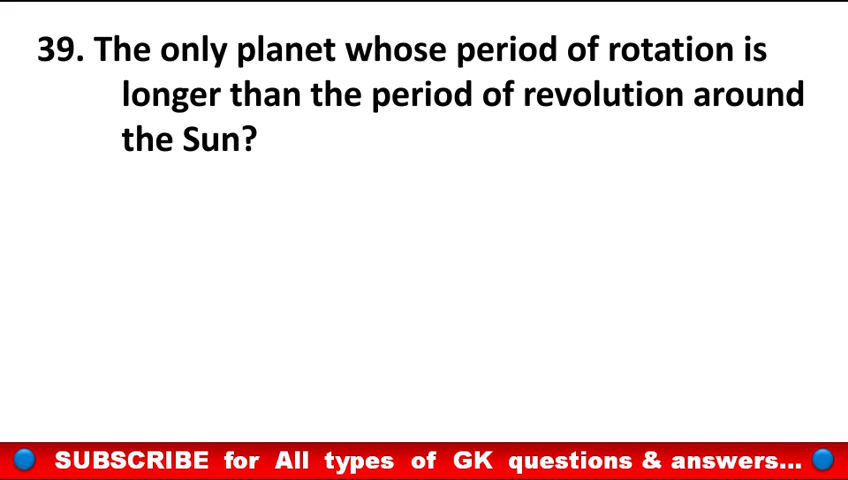 39. The only planet whose period of rotation is
longer than the period of revolution around
the Sun?
SUBSCRIBE for All types of GK questions & answers...